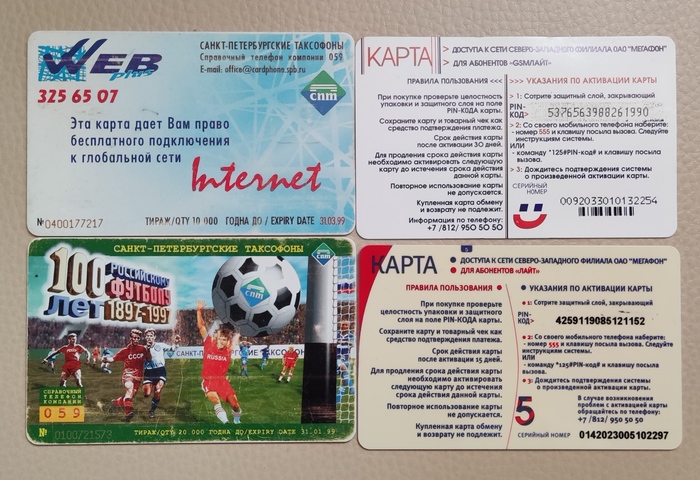 WEB
plus
325 65 07
САНКТ-ПЕТЕРБУРГСКИЕ ТАКСОФОНЫ
Справочный телефон компании 059
E-mail: office@cardphone.spb.ru
спт
Эта карта дает Вам право
бесплатного подключения
к глобальной сети
Internet
№0400177217
ТИРАЖ/QTY 10 000 ГОДНА ДО / EXPIRY DATE 31.03.99
КАРТА
> ДОСТУПА К СЕТИ СЕВЕРО-ЗАПАДНОГО ФИЛИАЛА ОАО "МЕГАФОН"
> ДЛЯ АБОНЕНТОВ «GSMЛАЙТ»
ПРАВИЛА ПОЛЬЗОВАНИЯ <<<
При покупке проверьте целостность
упаковки и защитного слоя на поле
PIN-КОДА карты.
Сохраните карту и товарный чек как
средство подтверждения платежа.
Срок действия карты
после активации 30 дней.
Для продления срока действия карты
необходимо активировать следующую
карту до истечения срока действия
данной карты.
Повторное использование карты
не допускается.
Купленная карта обмену
и возврату не подлежит.
Информация по телефону:
+7 /812/ 950 50 50
>>> УКАЗАНИЯ ПО АКТИВАЦИИ КАРТЫ
> 1: Сотрите защитный слой, закрывающий
PIN-
КОД>
5376563988261990
> 2: Со своего мобильного телефона наберите:
- номер 555 и клавишу посыла вызова. Следуйте
инструкциям системы.
ИЛИ
- команду *125#PIN-код# и клавишу посыла
вызова.
> 3: Дождитесь подтверждения системы
о произведенной активации карты.
СЕРИЙНЫЙ
НОМЕР
0092033010132254
САНКТ-ПЕТЕРБУРГСКИЕ ТАКСОФОНЫ
100
ЛЕТ
РОССИЙСКОМУ
ФУТБОЛУ
1897-1997
спт
спт
СССР
RUSSIA
САНКТ-ПЕТЕРБУРГСКИЕ ТАКСОФОНЫ
СПРАВОЧНЫЙ
ТЕЛЕФОН
КОМПАНИИ
059
№ 0100721573
ТИРАЖ/QTY 20 000 ГОДНА ДО/EXPIRY DATE 31.01.99
КАРТА
ДОСТУПА К СЕТИ СЕВЕРО-ЗАПАДНОГО ФИЛИАЛА ОАО "МЕГАФОН"
ДЛЯ АБОНЕНТОВ «ЛАЙТ»
ПРАВИЛА ПОЛЬЗОВАНИЯ
При покупке проверьте
целостность защитного слоя
на поле PIN-КОДА карты.
Сохраните карту и товарный чек как
средство подтверждения платежа.
Срок действия карты
после активации 15 дней.
Для продления срока действия карты
необходимо активировать
следующую карту до истечения
срока действия данной карты.
Повторное использование карты
не допускается.
Купленная карта обмену
и возврату не подлежит.
УКАЗАНИЯ ПО АКТИВАЦИИ КАРТЫ
1: Сотрите защитный слой, закрывающий
PIN-
КОД>
4259119085121152
2: Со своего мобильного телефона наберите:
- номер 555 и клавишу посыла вызова. Следуйте
инструкциям системы.
ИЛИ
- команду *125#PIN-код# и клавишу посыла
вызова.
3: Дождитесь подтверждения системы
о произведенной активации карты.
5
В случае возникновения
проблем с активацией карты
обращайтесь по телефону:
+7 /812/ 950 50 50
СЕРИЙНЫЙ НОМЕР 0142023005102297